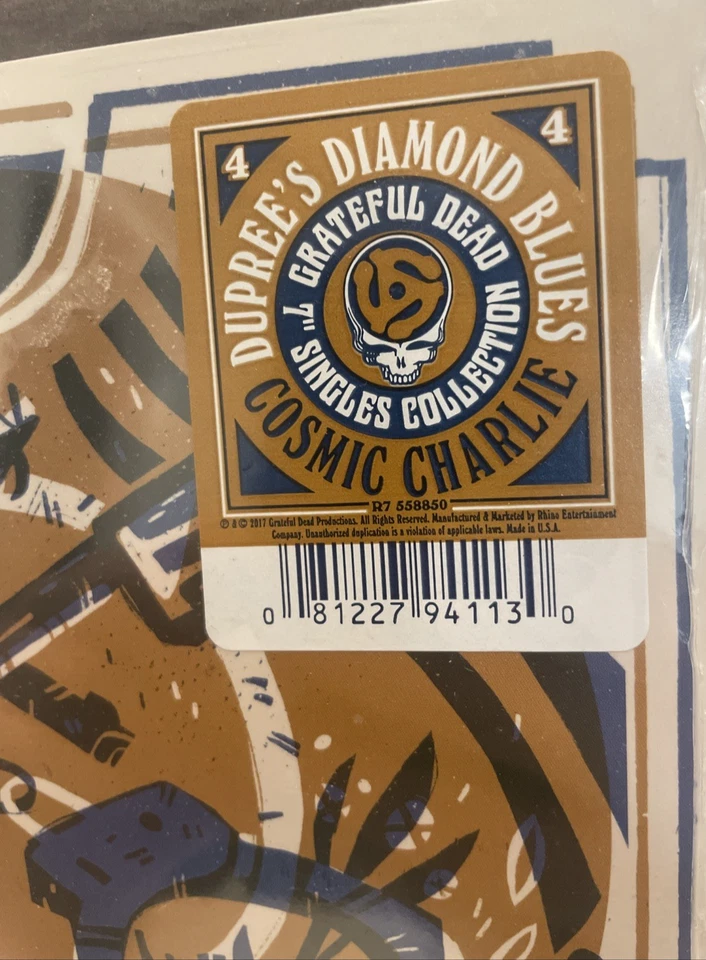 4
4
DUPREE'S DIAMOND BLUES
GRATEFUL DEAD
7" SINGLES COLLECTION
COSMIC CHARLIE
R7 558850
℗ & © 2017 Grateful Dead Productions. All Rights Reserved. Manufactured & Marketed by Rhino Entertainment
Company. Unauthorized duplication is a violation of applicable laws. Made in U.S.A.
0 81227 94113 0